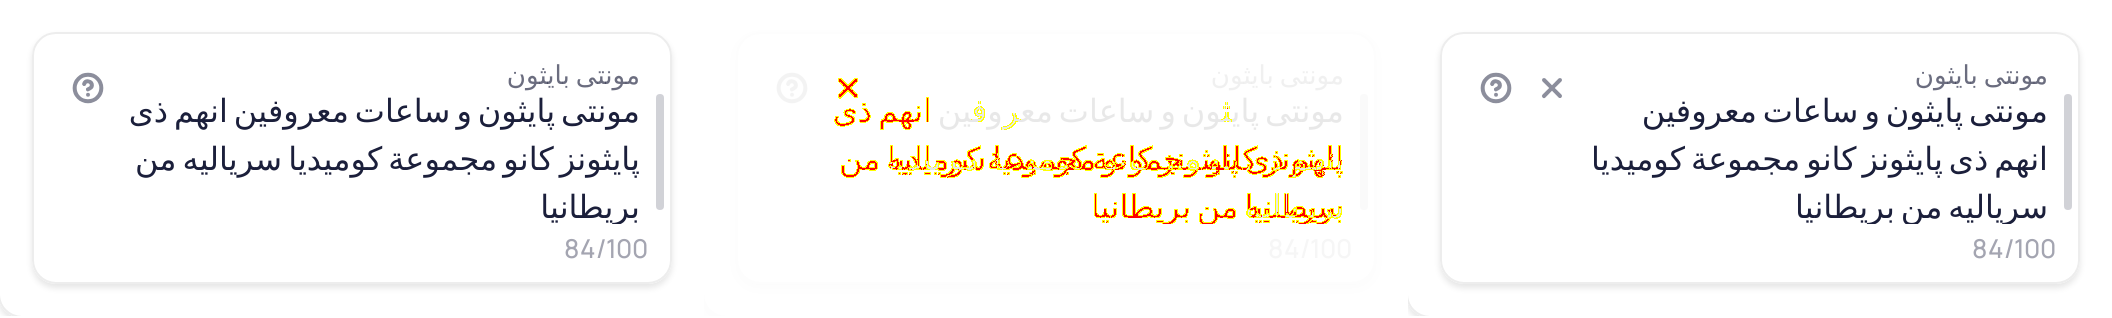 مونتى بايثون
مونتى پايثون و ساعات معروفين انهم ذى
پايثونز كانو مجموعة كوميديا سرياليه من
بريطانيا
84/100
مونتى بايثون
مونتى پايثون و ساعات معروفين انهم ذى
من
من بريطانيا
84/100
مونتى بايثون
مونتى پايثون و ساعات معروفين
انهم ذى پايثونز كانو مجموعة كوميديا
سرياليه من بريطانيا
84/100